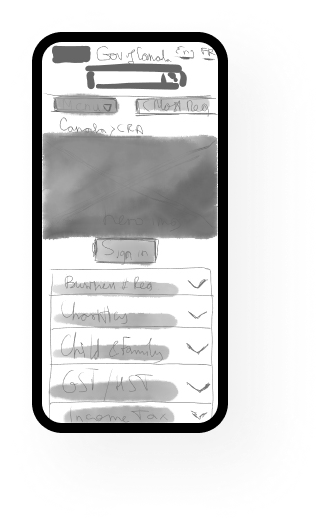 Gov of Canada En FR
Menu < Most Req
Canada > CRA
menu
Sign in
Business & Reg
Charities
Child & Family
GST / HST
Income Tax